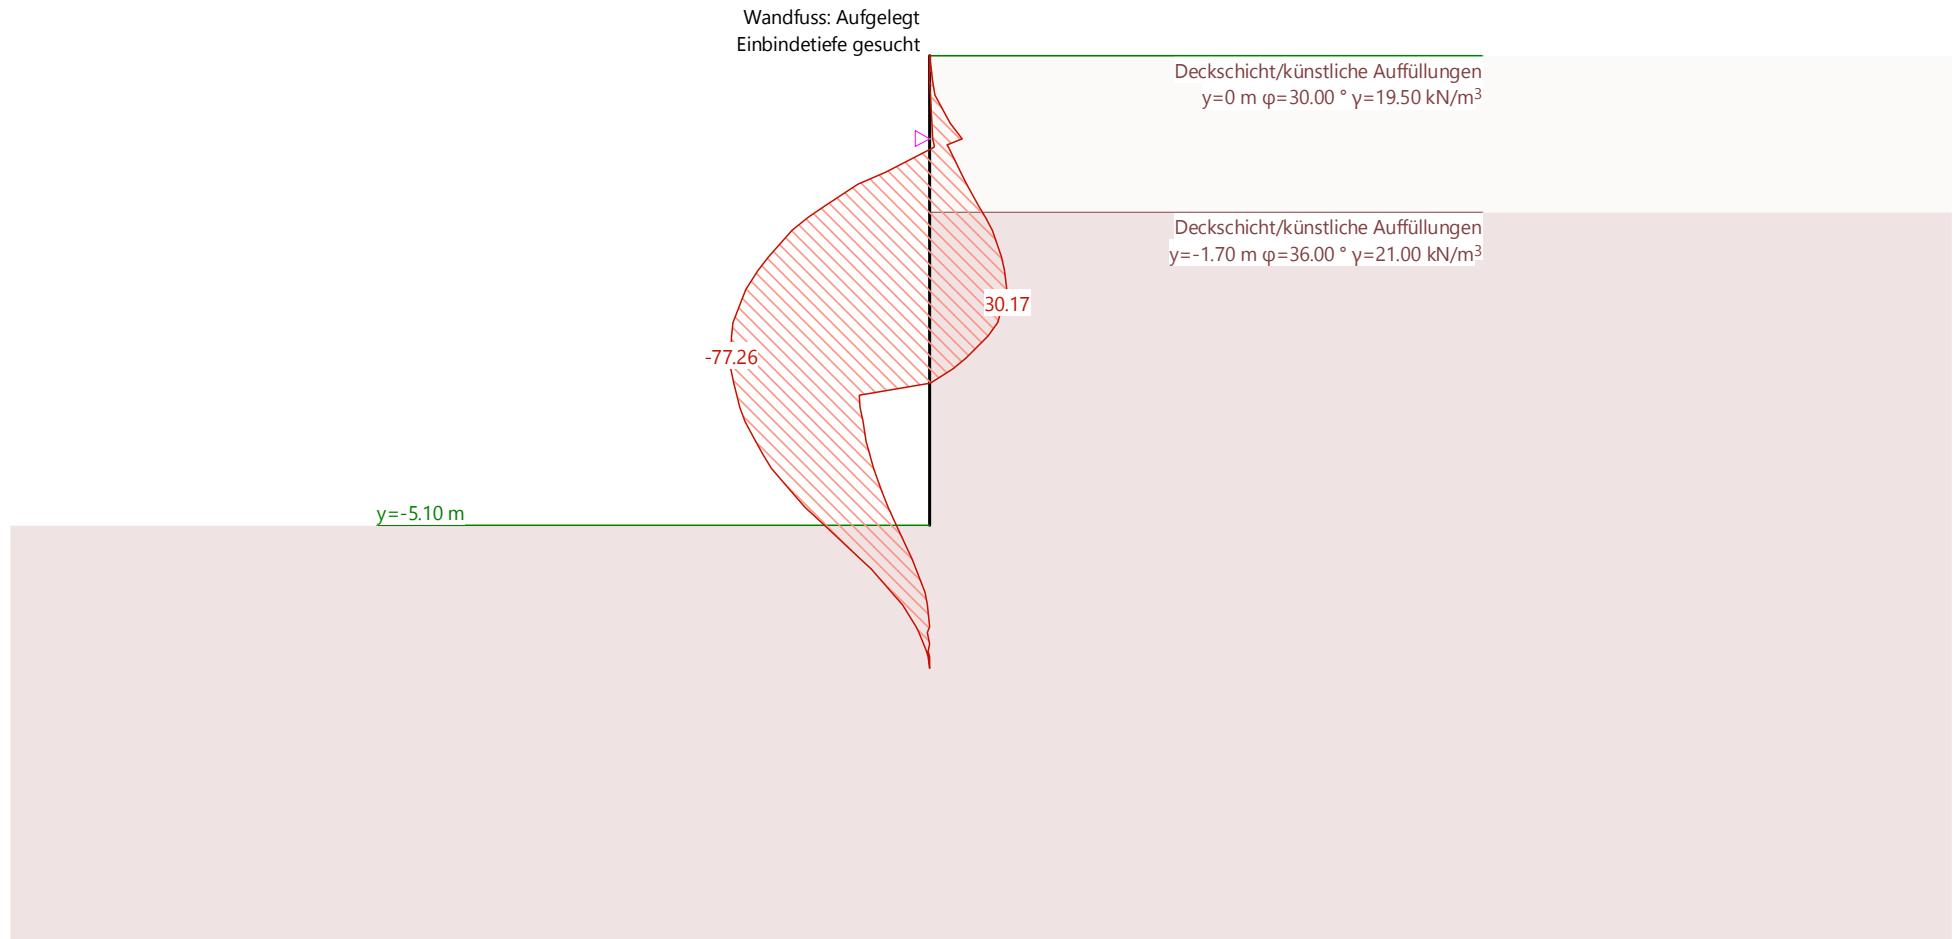 Wandfuss: Aufgelegt
Einbindetiefe gesucht
Deckschicht/künstliche Auffüllungen
y=0 m φ=30.00 ° γ=19.50 kN/m³
Deckschicht/künstliche Auffüllungen
y=-1.70 m φ=36.00 ° γ=21.00 kN/m³
30.17
-77.26
y=-5.10 m